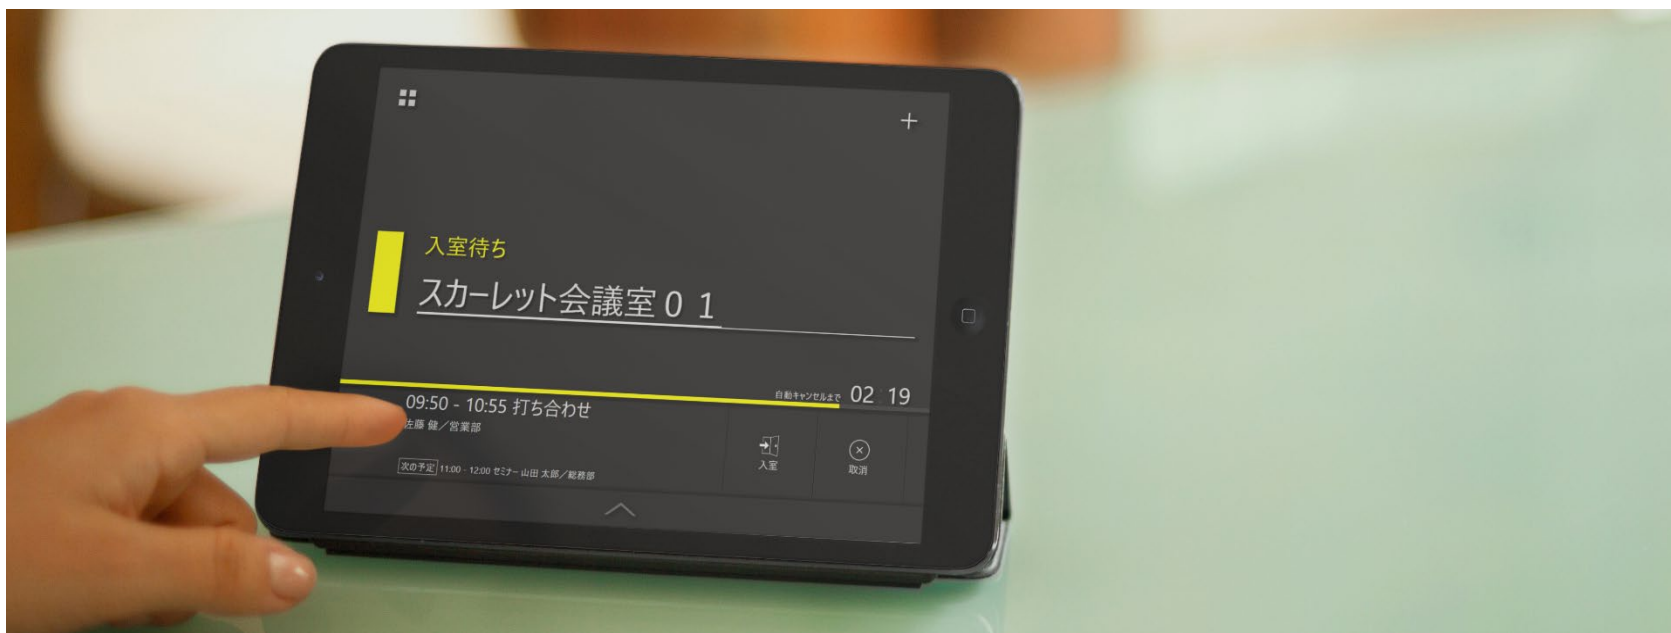 入室待ち
スカーレット会議室０１
自動キャンセルまで 02 19
09:50 - 10:55 打ち合わせ
佐藤 健／営業部
次の予定 11:00 - 12:00 セミナー 山田 太郎／総務部
入室
取消